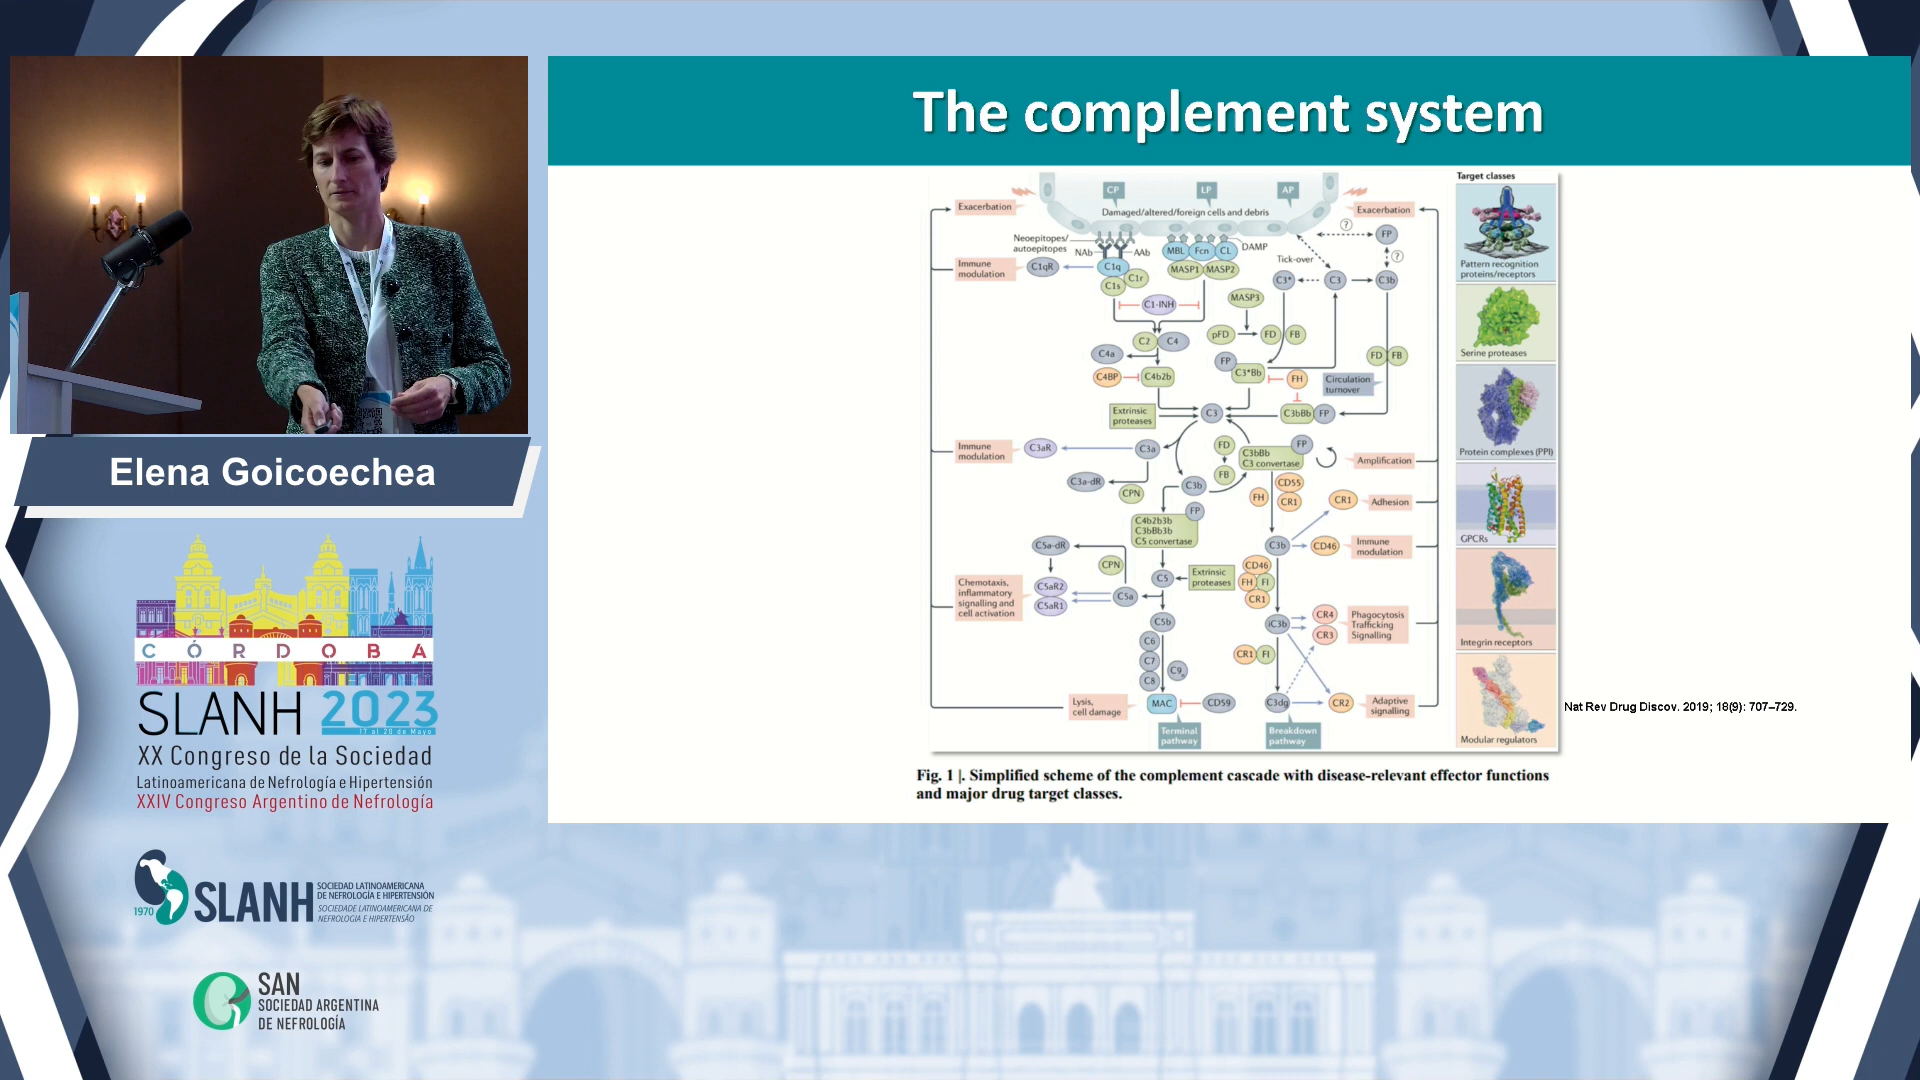 The complement system
Elena Goicoechea
CÓRDOBA
SLANH 2023
17 al 20 de Mayo
XX Congreso de la Sociedad
Latinoamericana de Nefrología e Hipertensión
XXIV Congreso Argentino de Nefrología
1970
SLANH
SOCIEDAD LATINOAMERICANA
DE NEFROLOGÍA E HIPERTENSIÓN
SOCIEDADE LATINOAMERICANA DE
NEFROLOGIA E HIPERTENSÃO
SAN
SOCIEDAD ARGENTINA
DE NEFROLOGÍA
CP
LP
AP
Damaged/altered/foreign cells and debris
Exacerbation
Exacerbation
Neoepitopes/
autoepitopes
NAb
AAb
MBL
Fcn
CL
DAMP
?
FP
?
Immune
modulation
C1qR
C1q
C1r
C1s
MASP1
MASP2
Tick-over
C3*
C3
C3b
C1-INH
MASP3
pFD
FD
FB
C2
C4
C4a
FP
FD
FB
C4BP
C4b2b
C3*Bb
FH
Circulation
turnover
Extrinsic
proteases
C3
C3bBb
FP
Immune
modulation
C3aR
C3a
FD
FP
C3bBb
C3 convertase
Amplification
C3a-dR
CPN
C3b
FB
CD55
FH
CR1
CR1
Adhesion
FP
C4b2b3b
C3bBb3b
C5 convertase
C5a-dR
C3b
CD46
Immune
modulation
CPN
CD46
C5aR2
C5
Extrinsic
proteases
FH
FI
CR1
Chemotaxis,
inflammatory
signalling and
cell activation
C5aR1
C5a
C5b
iC3b
CR4
CR3
Phagocytosis
Trafficking
Signalling
C6
C7
C8
C9
CR1
FI
Lysis,
cell damage
MAC
CD59
C3dg
CR2
Adaptive
signalling
Terminal
pathway
Breakdown
pathway
Target classes
Pattern recognition
proteins/receptors
Serine proteases
Protein complexes (PPI)
GPCRs
Integrin receptors
Modular regulators
Nat Rev Drug Discov. 2019; 18(9): 707–729.
Fig. 1 |. Simplified scheme of the complement cascade with disease-relevant effector functions
and major drug target classes.